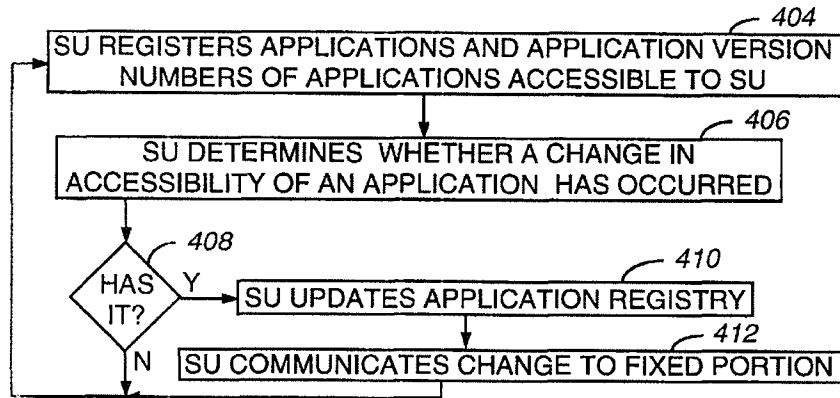 404
SU REGISTERS APPLICATIONS AND APPLICATION VERSION
NUMBERS OF APPLICATIONS ACCESSIBLE TO SU
406
SU DETERMINES WHETHER A CHANGE IN
ACCESSIBILITY OF AN APPLICATION HAS OCCURRED
408
HAS
IT?
Y
410
SU UPDATES APPLICATION REGISTRY
412
N
SU COMMUNICATES CHANGE TO FIXED PORTION